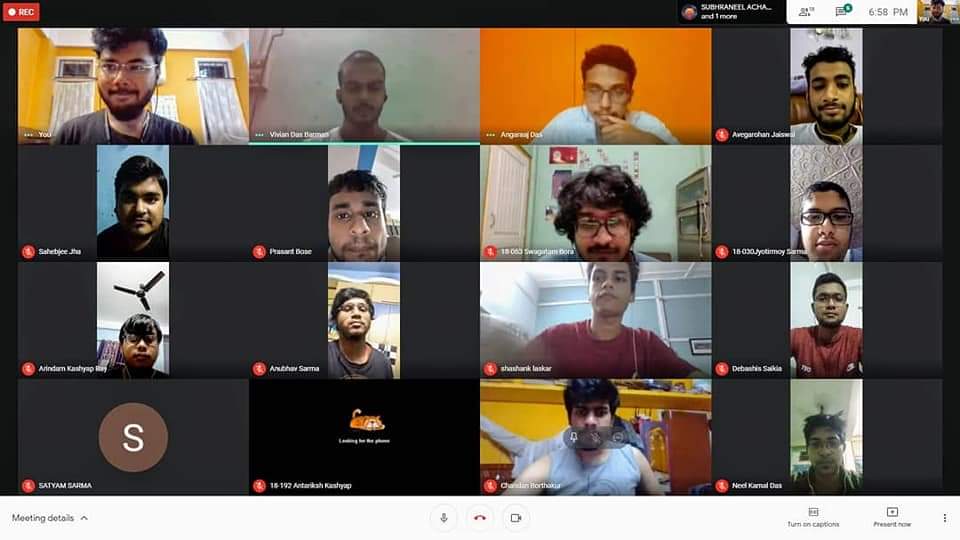 REC
SUBHRANEEL ACHA...
and 1 more
6:58 PM
You
You
Vivian Das Barman
Angaraaj Das
Avegarohan Jaiswal
Sahebjee Jha
Prasant Bose
18-053 Swagatam Bora
18-030Jyotirmoy Sarma
Arindam Kashyap Ray
Anubhav Sarma
shashank laskar
Debashis Saikia
S
Looking for the phone
SATYAM SARMA
18-192 Antariksh Kashyap
Chandan Borthakur
Neel Kamal Das
Meeting details
Turn on captions
Present now